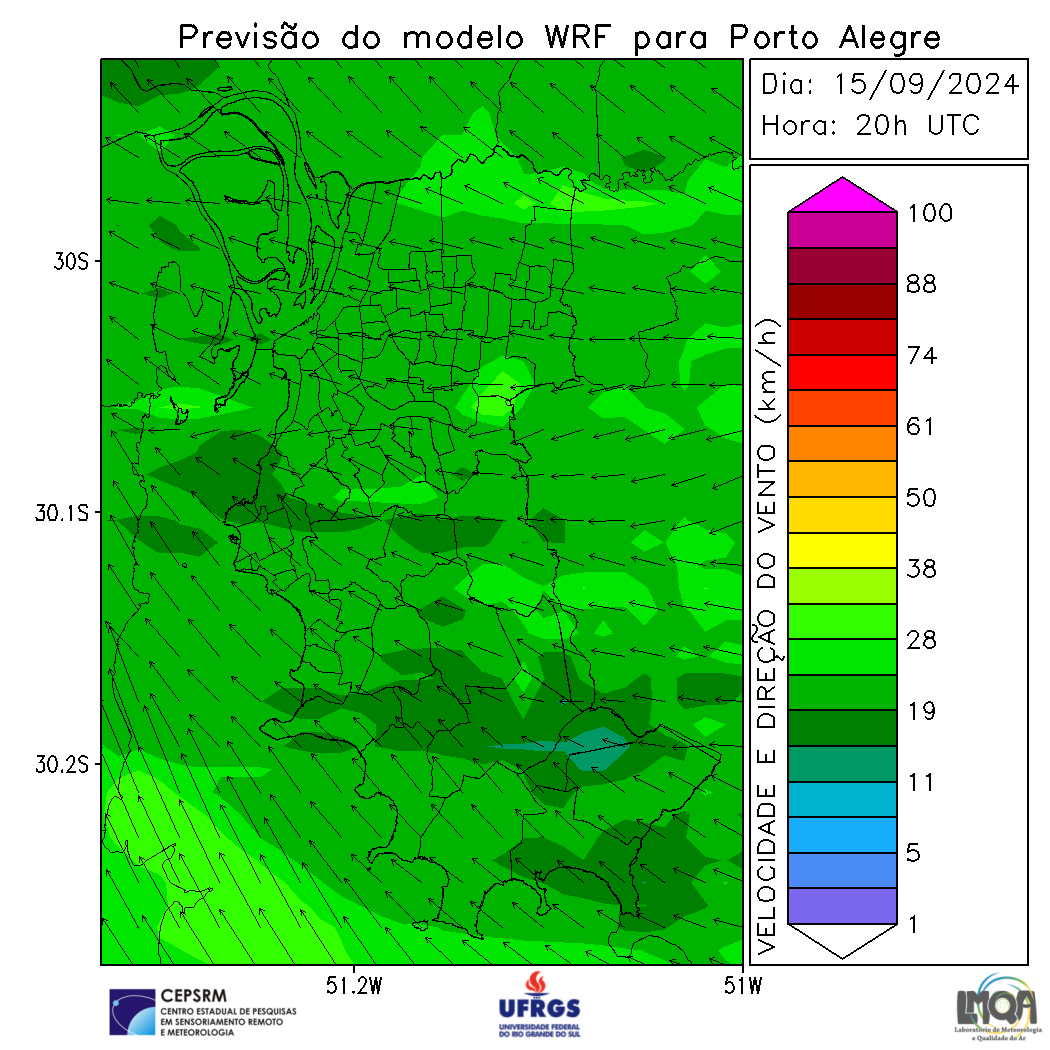 Previsão do modelo WRF para Porto Alegre
Dia: 15/09/2024
Hora: 20h UTC
30S
30.1S
30.2S
51.2W
51W
VELOCIDADE E DIREÇÃO DO VENTO (km/h)
100
88
74
61
50
38
28
19
11
5
1
CEPSRM
CENTRO ESTADUAL DE PESQUISAS
EM SENSORIAMENTO REMOTO
E METEOROLOGIA
UFRGS
UNIVERSIDADE FEDERAL
DO RIO GRANDE DO SUL
LMQA
Laboratório de Meteorologia
e Qualidade do Ar